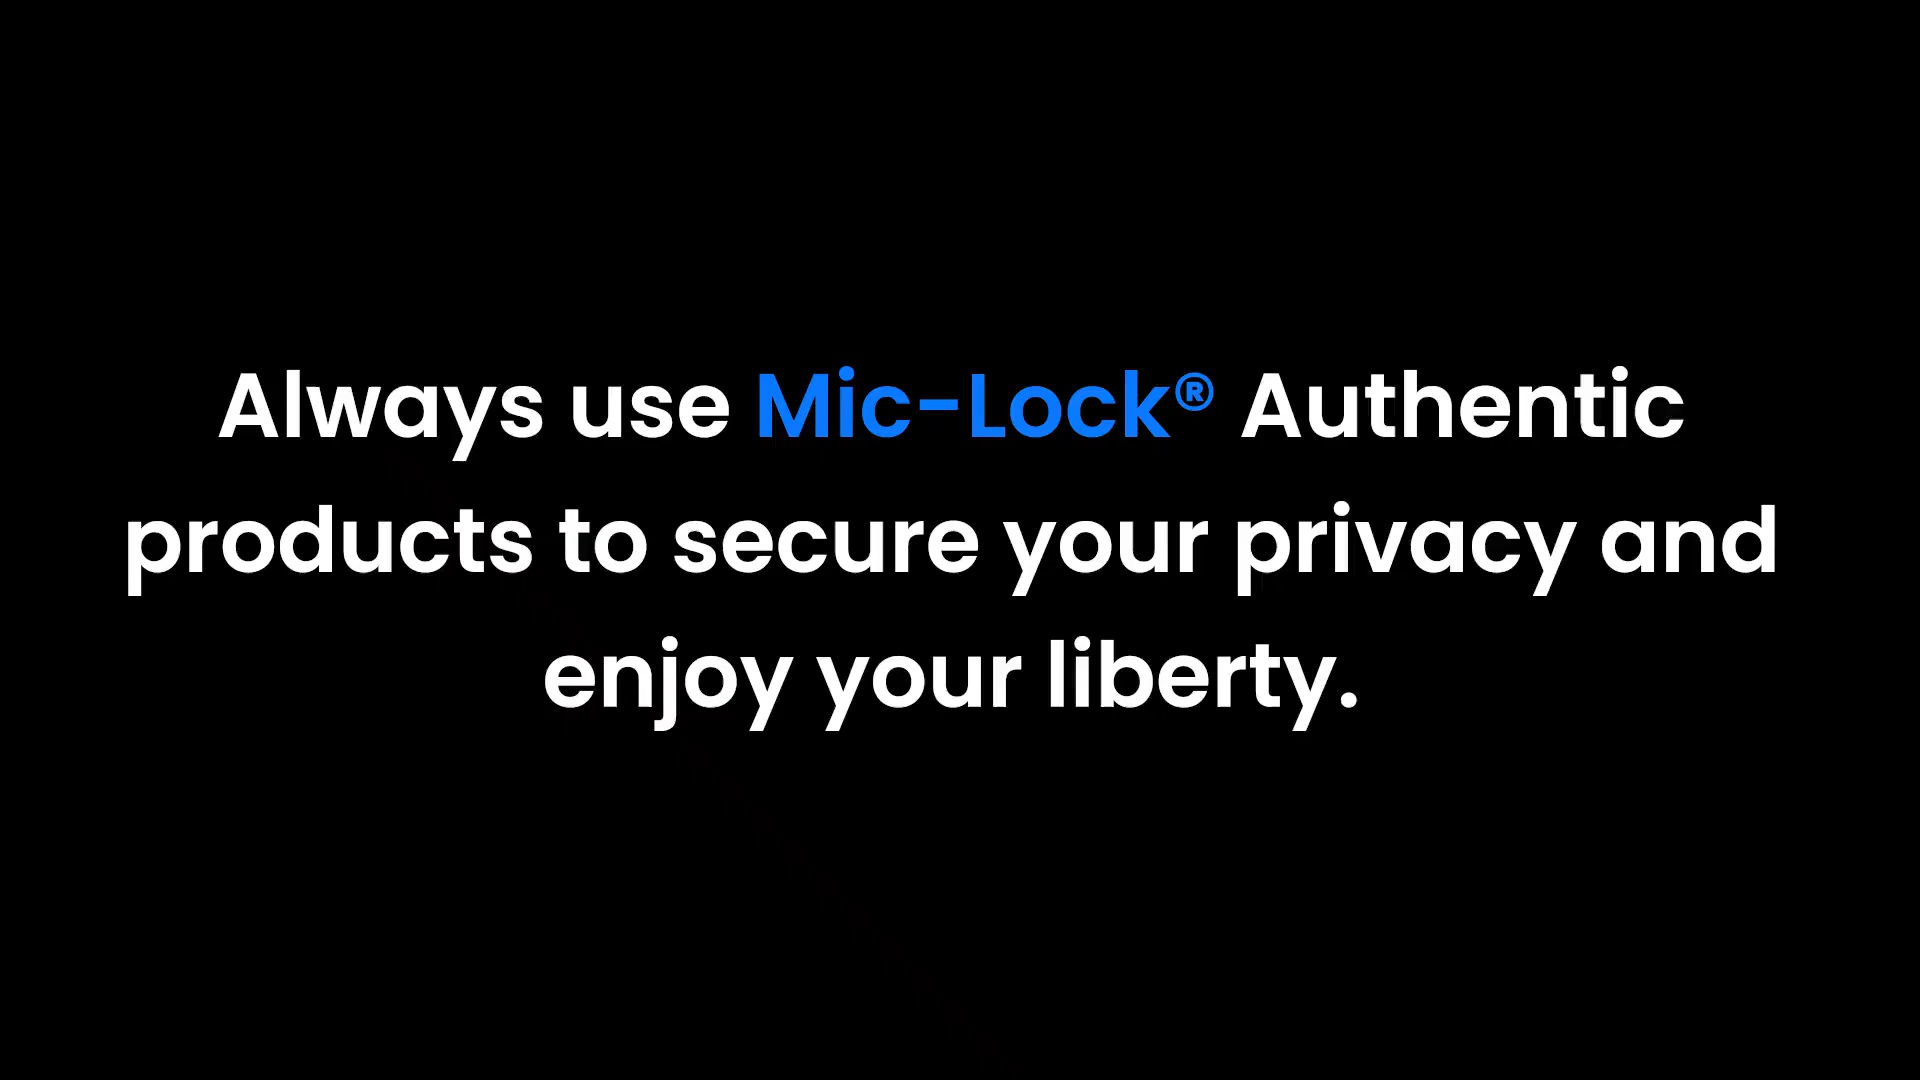 Always use Mic-Lock® Authentic
products to secure your privacy and
enjoy your liberty.